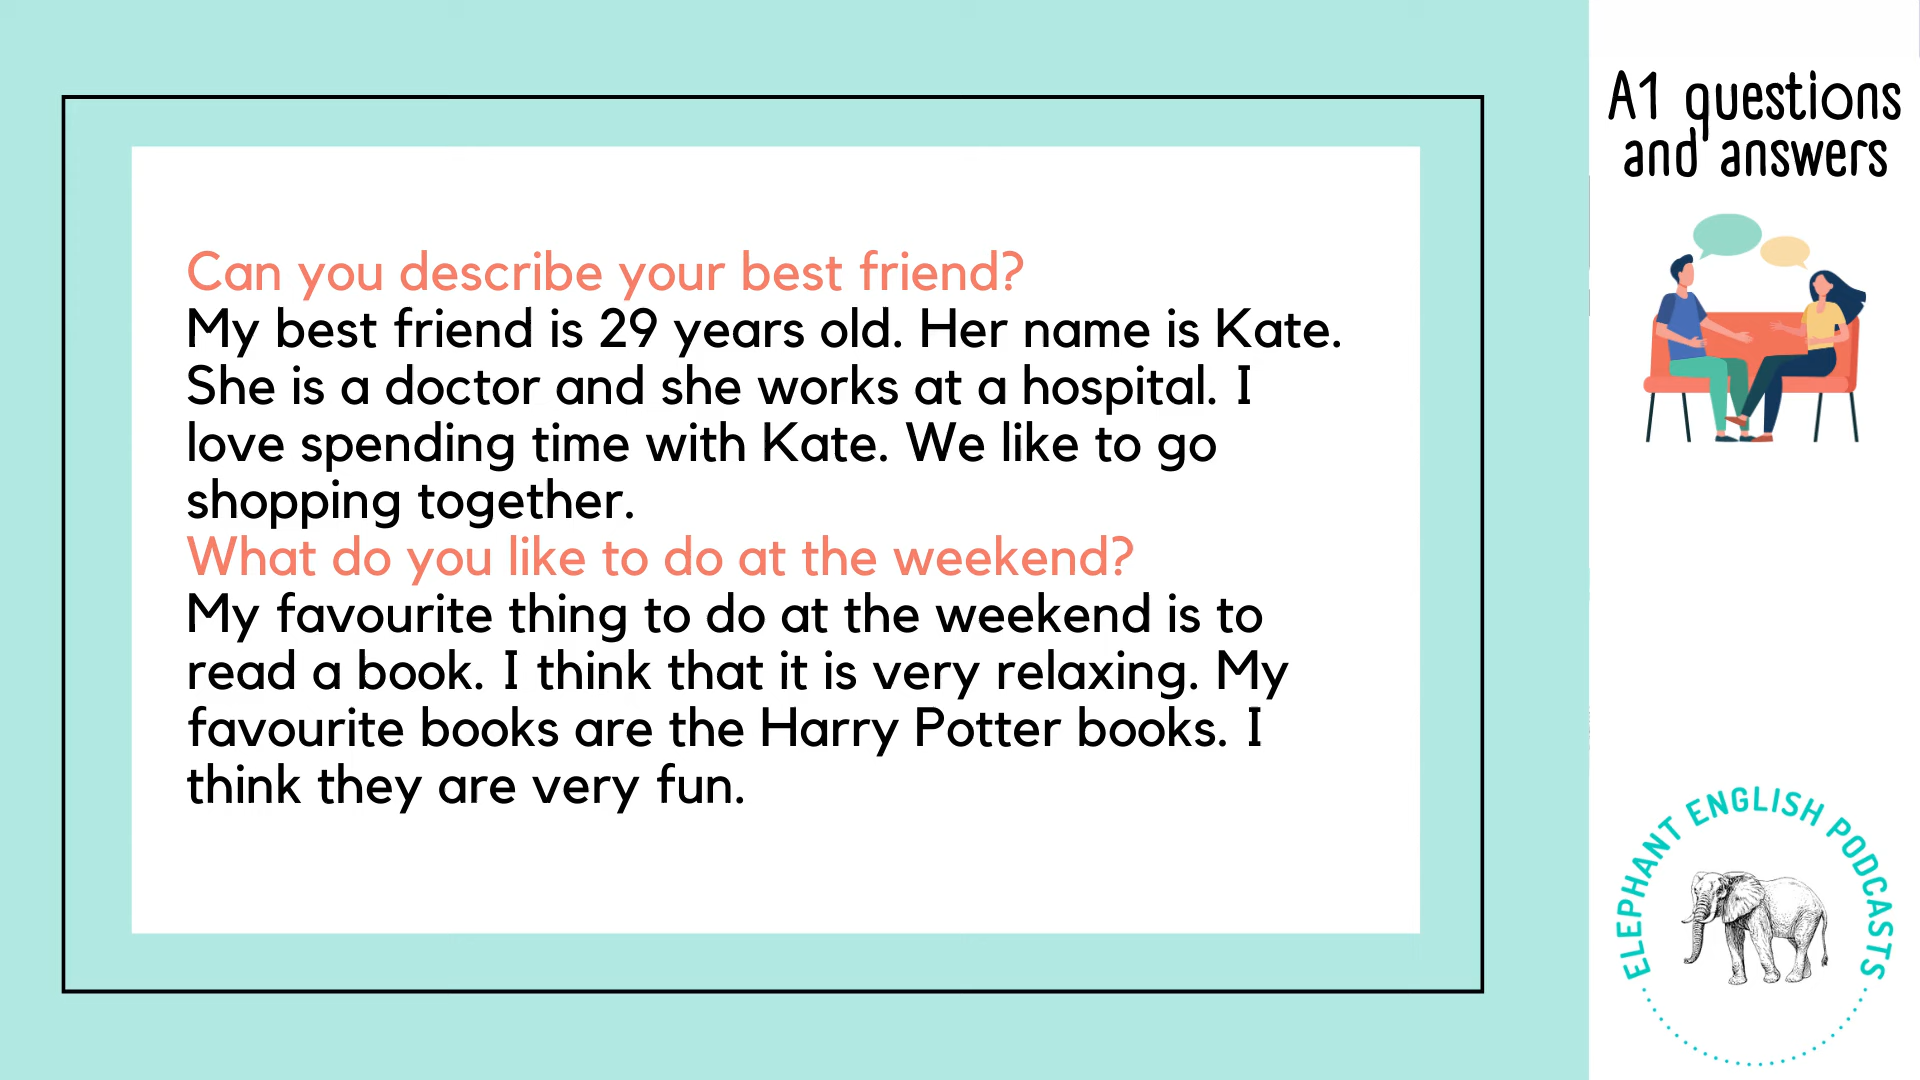 Can you describe your best friend?
My best friend is 29 years old. Her name is Kate.
She is a doctor and she works at a hospital. I
love spending time with Kate. We like to go
shopping together.
What do you like to do at the weekend?
My favourite thing to do at the weekend is to
read a book. I think that it is very relaxing. My
favourite books are the Harry Potter books. I
think they are very fun.
A1 questions
and answers
ELEPHANT ENGLISH PODCASTS